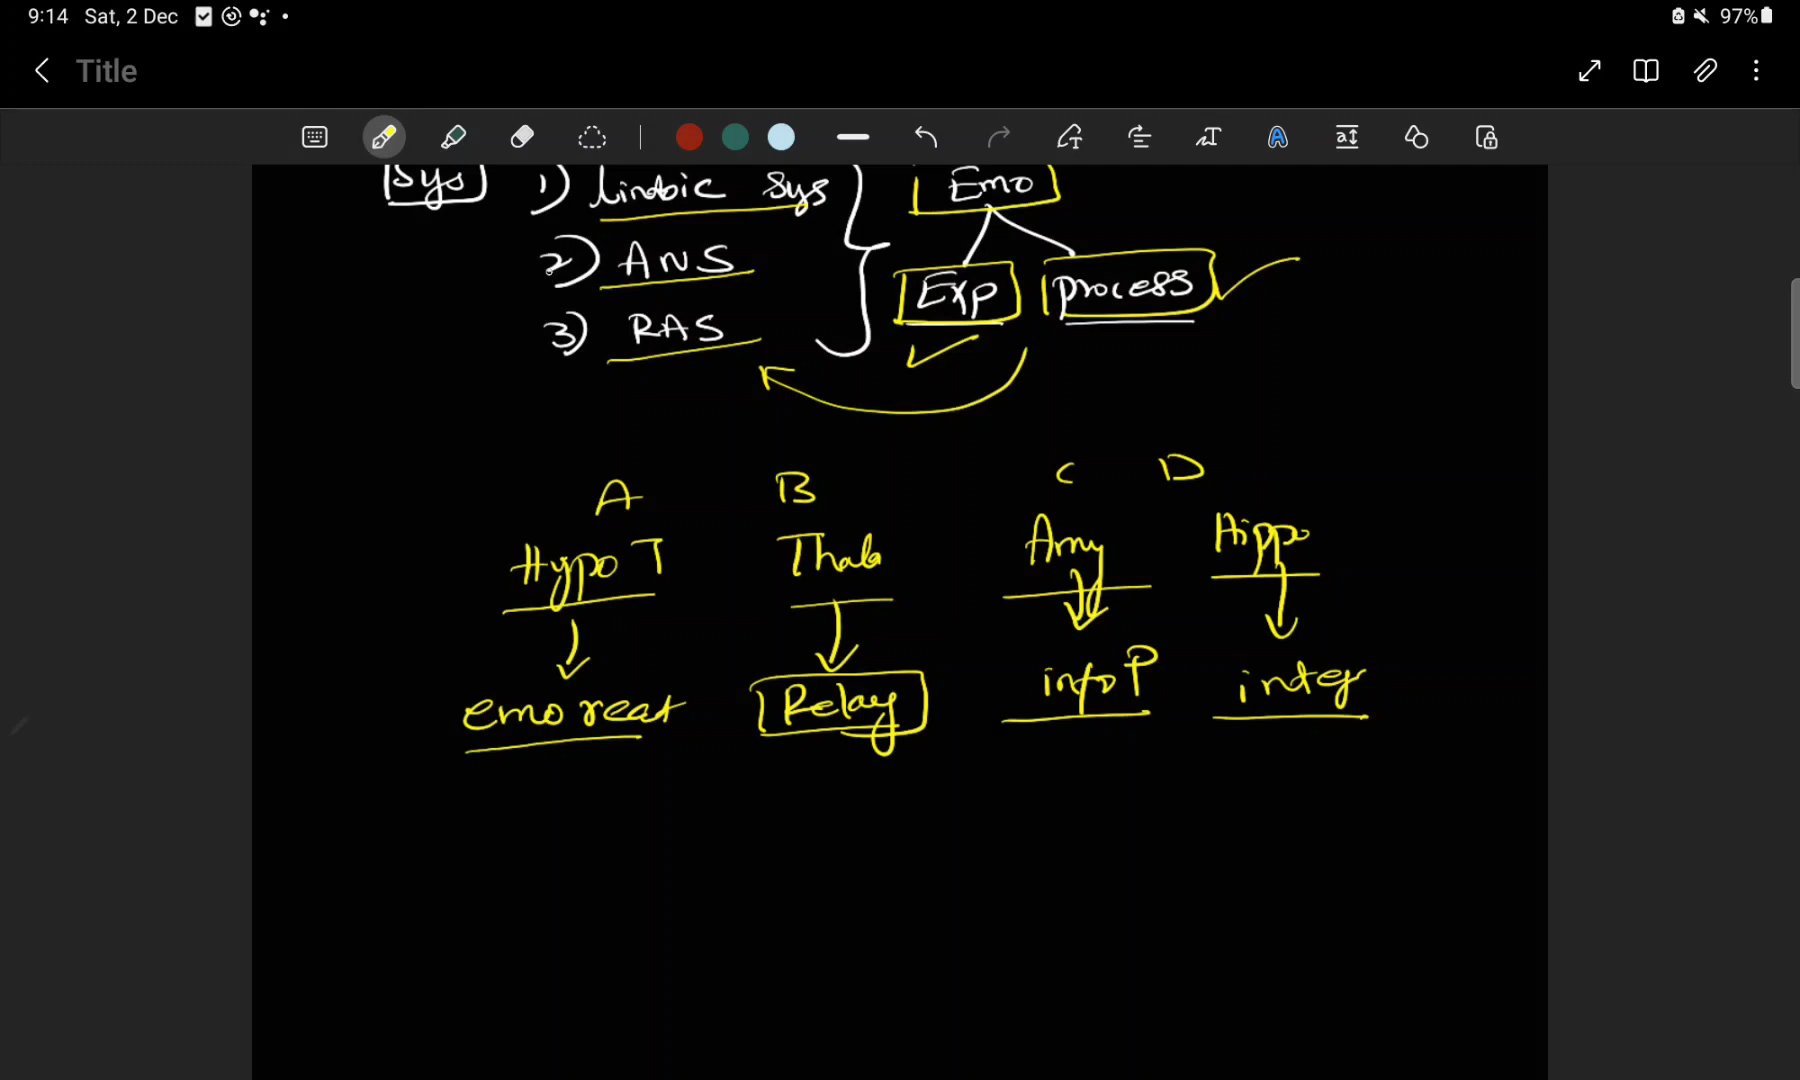 9:14 Sat, 2 Dec 97%
Title
Sys 1) Limbic Sys Emo
2) ANS Exp process
3) RAS
A B C D
Hypo T Thala Amy Hippo
emo reat Relay info P integ